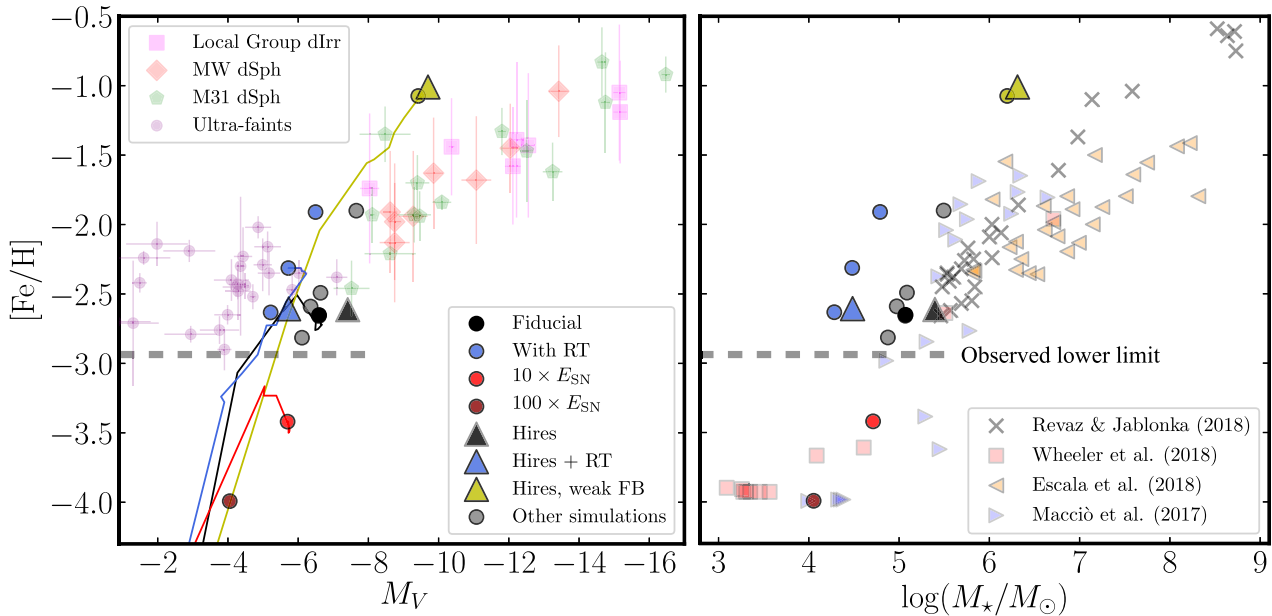 −0.5
−1.0
−1.5
−2.0
−2.5
−3.0
−3.5
−4.0
[Fe/H]
Local Group dIrr
MW dSph
M31 dSph
Ultra-faints
Fiducial
With RT
10 × E_SN
100 × E_SN
Hires
Hires + RT
Hires, weak FB
Other simulations
−2 −4 −6 −8 −10 −12 −14 −16
M_V
Observed lower limit
Revaz & Jablonka (2018)
Wheeler et al. (2018)
Escala et al. (2018)
Macciò et al. (2017)
3 4 5 6 7 8 9
log(M⋆/M⊙)